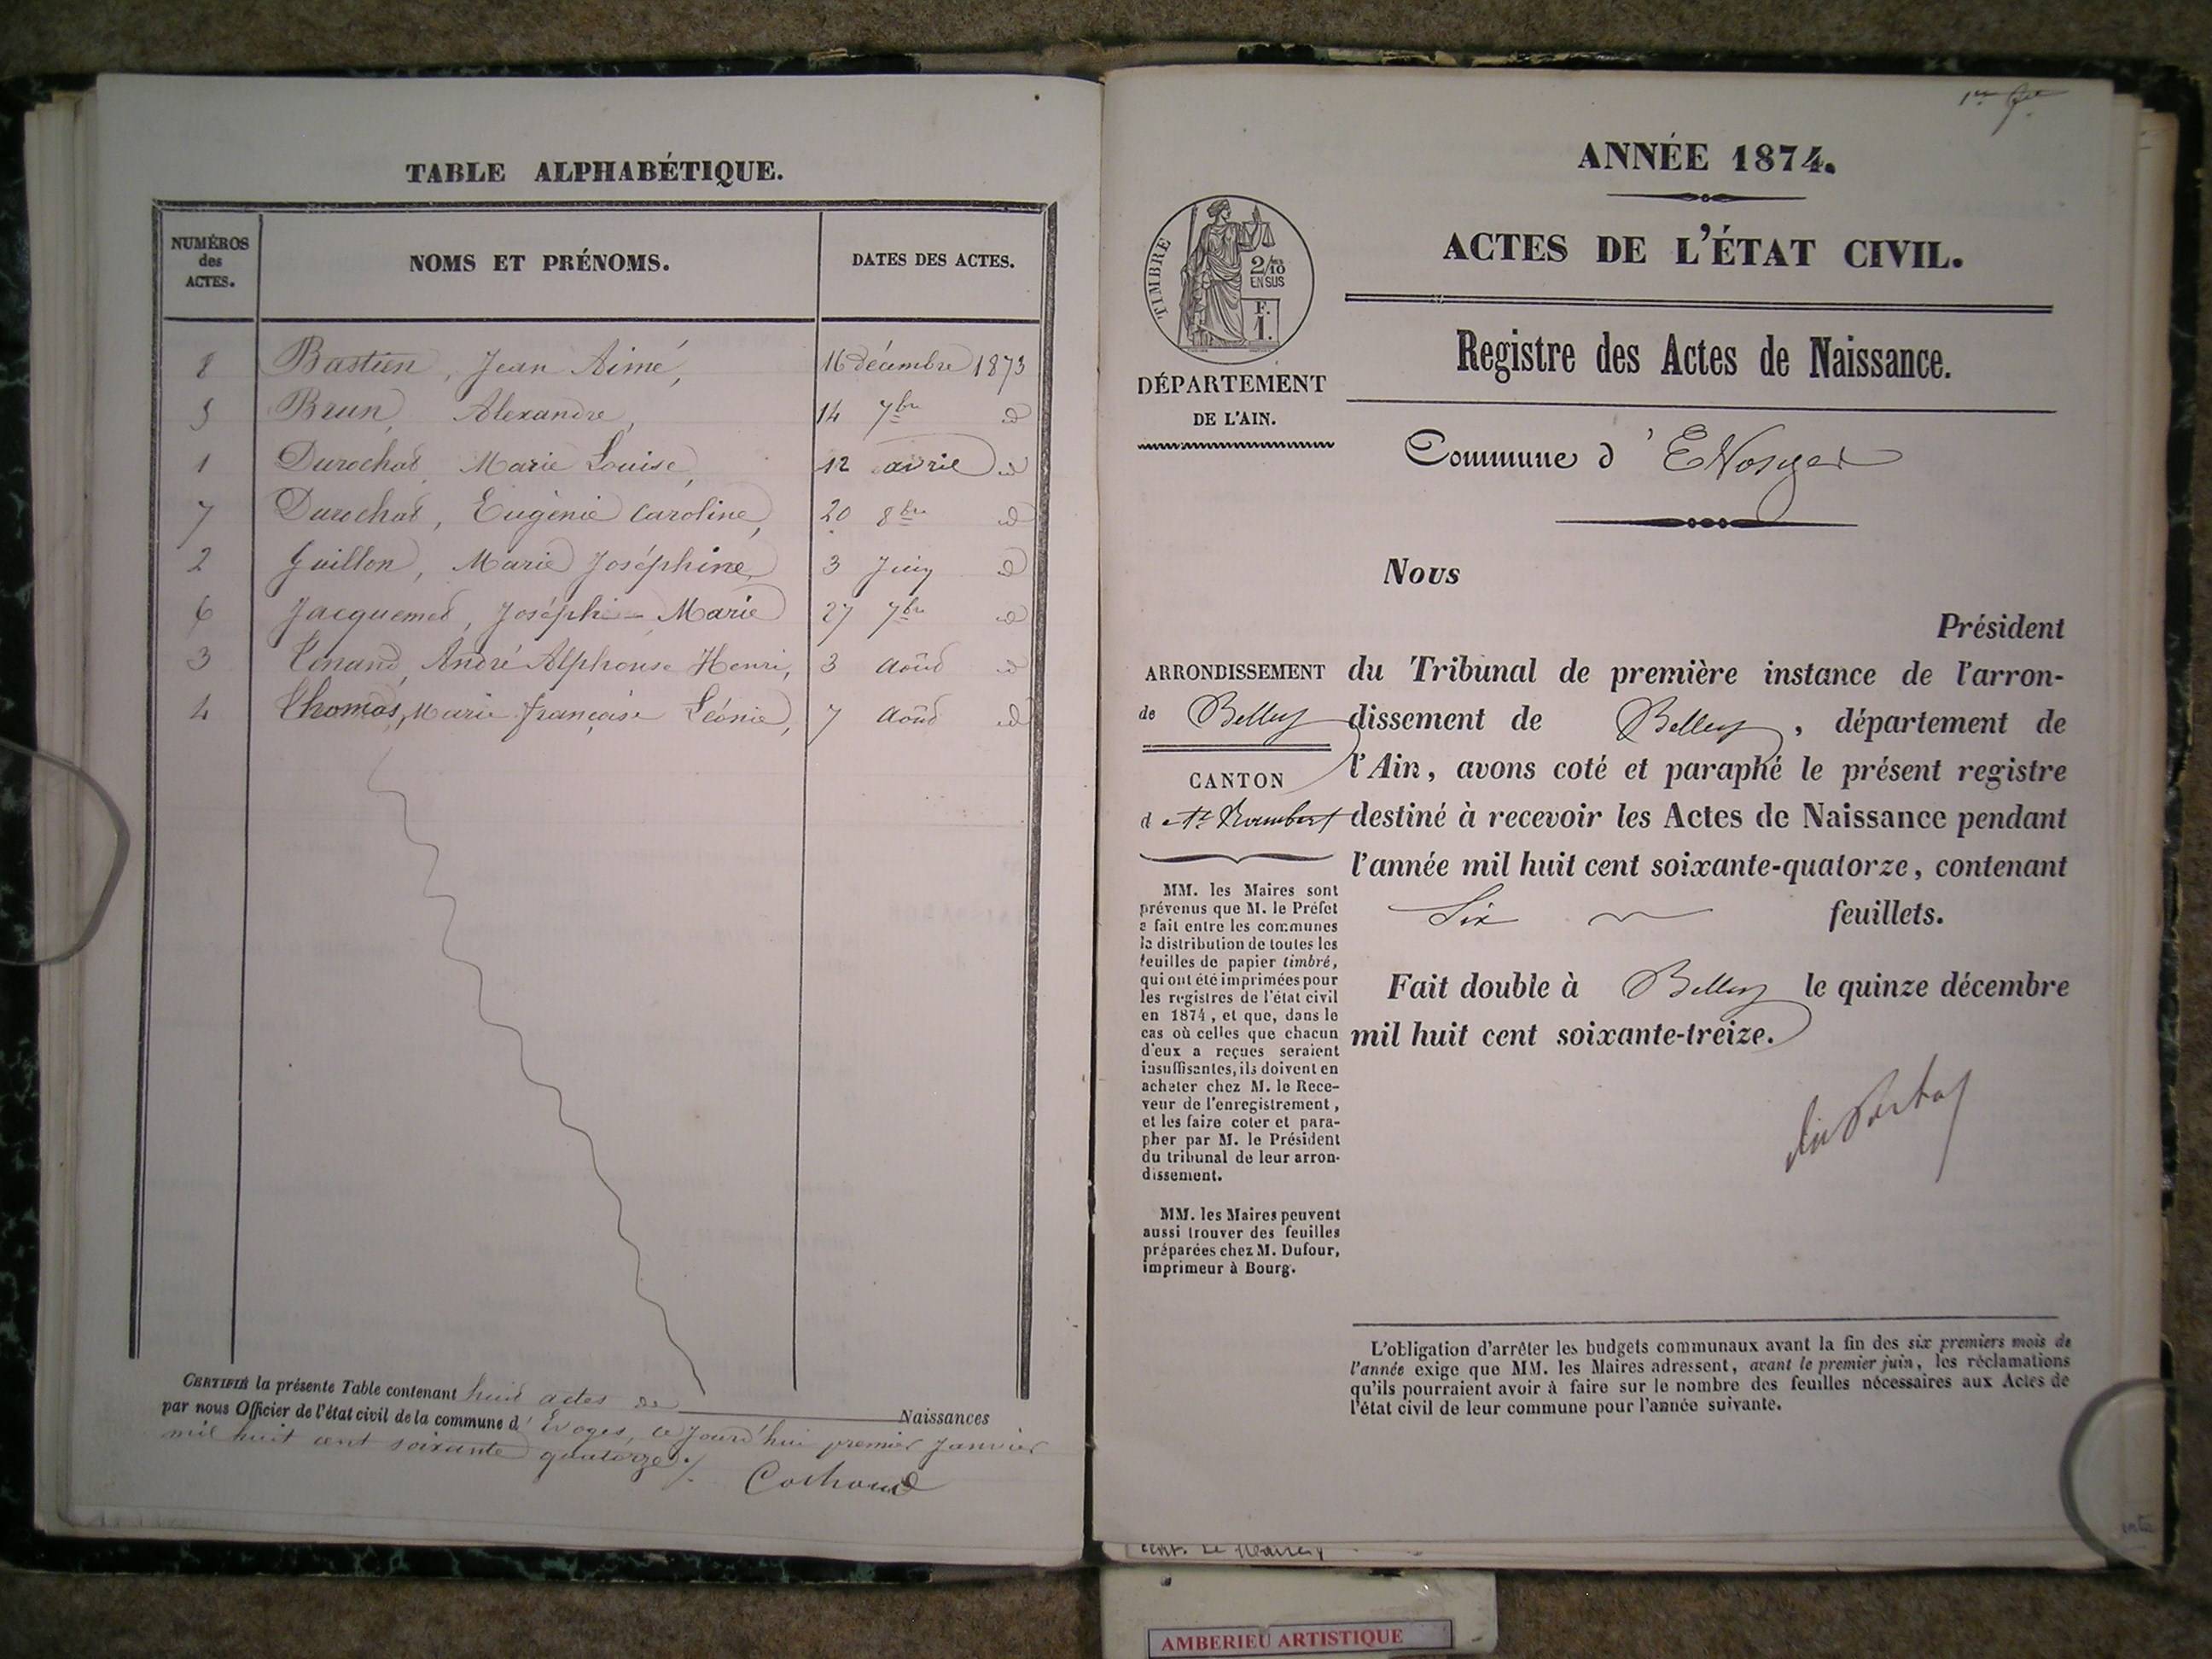 TABLE ALPHABÉTIQUE.
NUMÉROS
des
ACTES.
NOMS ET PRÉNOMS.
DATES DES ACTES.
8 Bastien, Jean Aimé, 16 décembre 1873
5 Brun, Alexandre, 14 7bre d
1 Durochat, Marie Louise, 12 avril d
7 Durochat, Eugénie Caroline, 20 8bre d
2 Guillon, Marie Joséphine, 3 Juin d
6 Jacquemet, Joséphi= Marie 27 7bre d
3 Tenand, André Alphonse Henri, 3 Août d
4 Thomas, Marie françoise Léonie, 7 Août d
CERTIFIÉ la présente Table contenant huit actes de Naissances
par nous Officier de l'état civil de la commune d'Evoges, ce Jourd'hui premier Janvier
mil huit cent soixante quatorze ./.
1er
ANNÉE 1874.
ACTES DE L'ÉTAT CIVIL.
TIMBRE
2/10
EN SUS
F.
1.
DÉPARTEMENT
DE L'AIN.
Registre des Actes de Naissance.
Commune d'Evosges
Nous
Président
ARRONDISSEMENT
de Belley
CANTON
de St Rambert
du Tribunal de première instance de l'arron-
dissement de Belley, département de
l'Ain, avons coté et paraphé le présent registre
destiné à recevoir les Actes de Naissance pendant
l'année mil huit cent soixante-quatorze, contenant
Six feuillets.
Fait double à Belley le quinze décembre
mil huit cent soixante-treize.
MM. les Maires sont
prévenus que M. le Préfet
a fait entre les communes
la distribution de toutes les
feuilles de papier timbré,
qui ont été imprimées pour
les registres de l'état civil
en 1874, et que, dans le
cas où celles que chacun
d'eux a reçues seraient
insuffisantes, ils doivent en
acheter chez M. le Rece-
veur de l'enregistrement,
et les faire coter et para-
pher par M. le Président
du tribunal de leur arron-
dissement.
MM. les Maires peuvent
aussi trouver des feuilles
préparées chez M. Dufour,
imprimeur à Bourg.
L'obligation d'arrêter les budgets communaux avant la fin des six premiers mois de
l'année exige que MM. les Maires adressent, avant le premier juin, les réclamations
qu'ils pourraient avoir à faire sur le nombre des feuilles nécessaires aux Actes de
l'état civil de leur commune pour l'année suivante.
AMBERIEU ARTISTIQUE